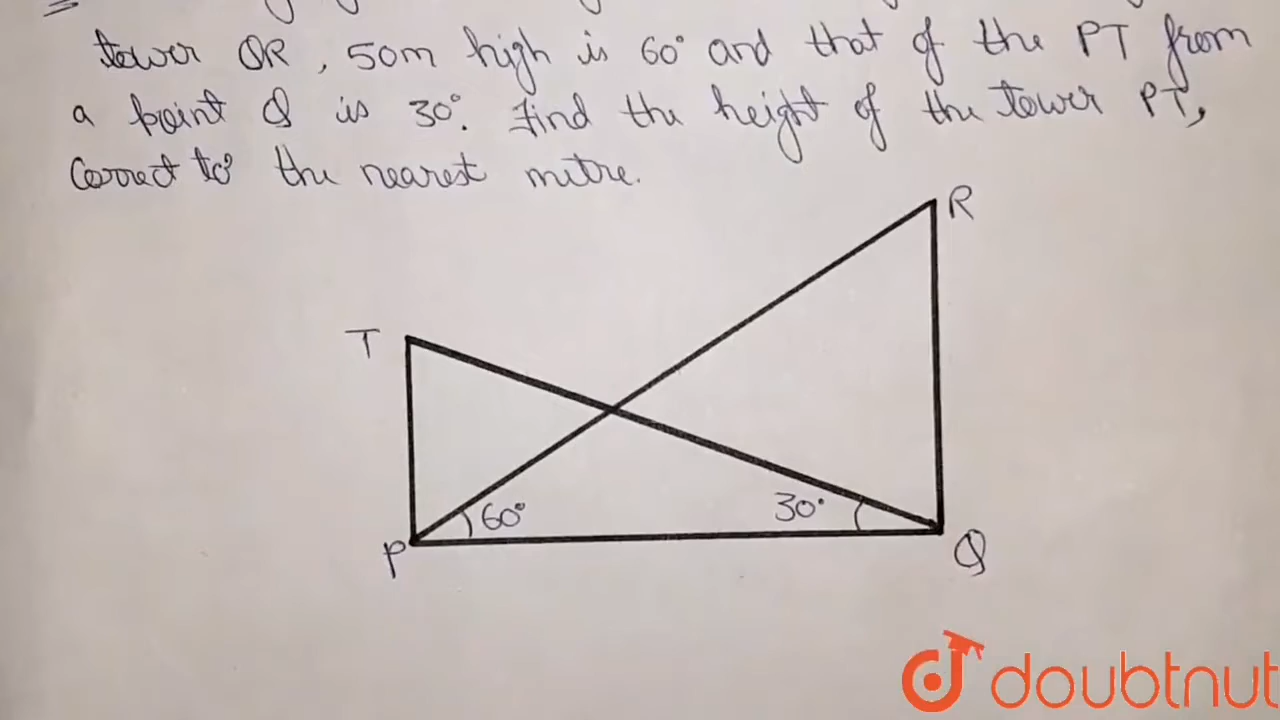 tower QR, 50m high is 60° and that of the PT from
a point Q is 30°. Find the height of the tower PT,
Correct to the nearest metre.
R
T
60°
30°
P
Q
doubtnut